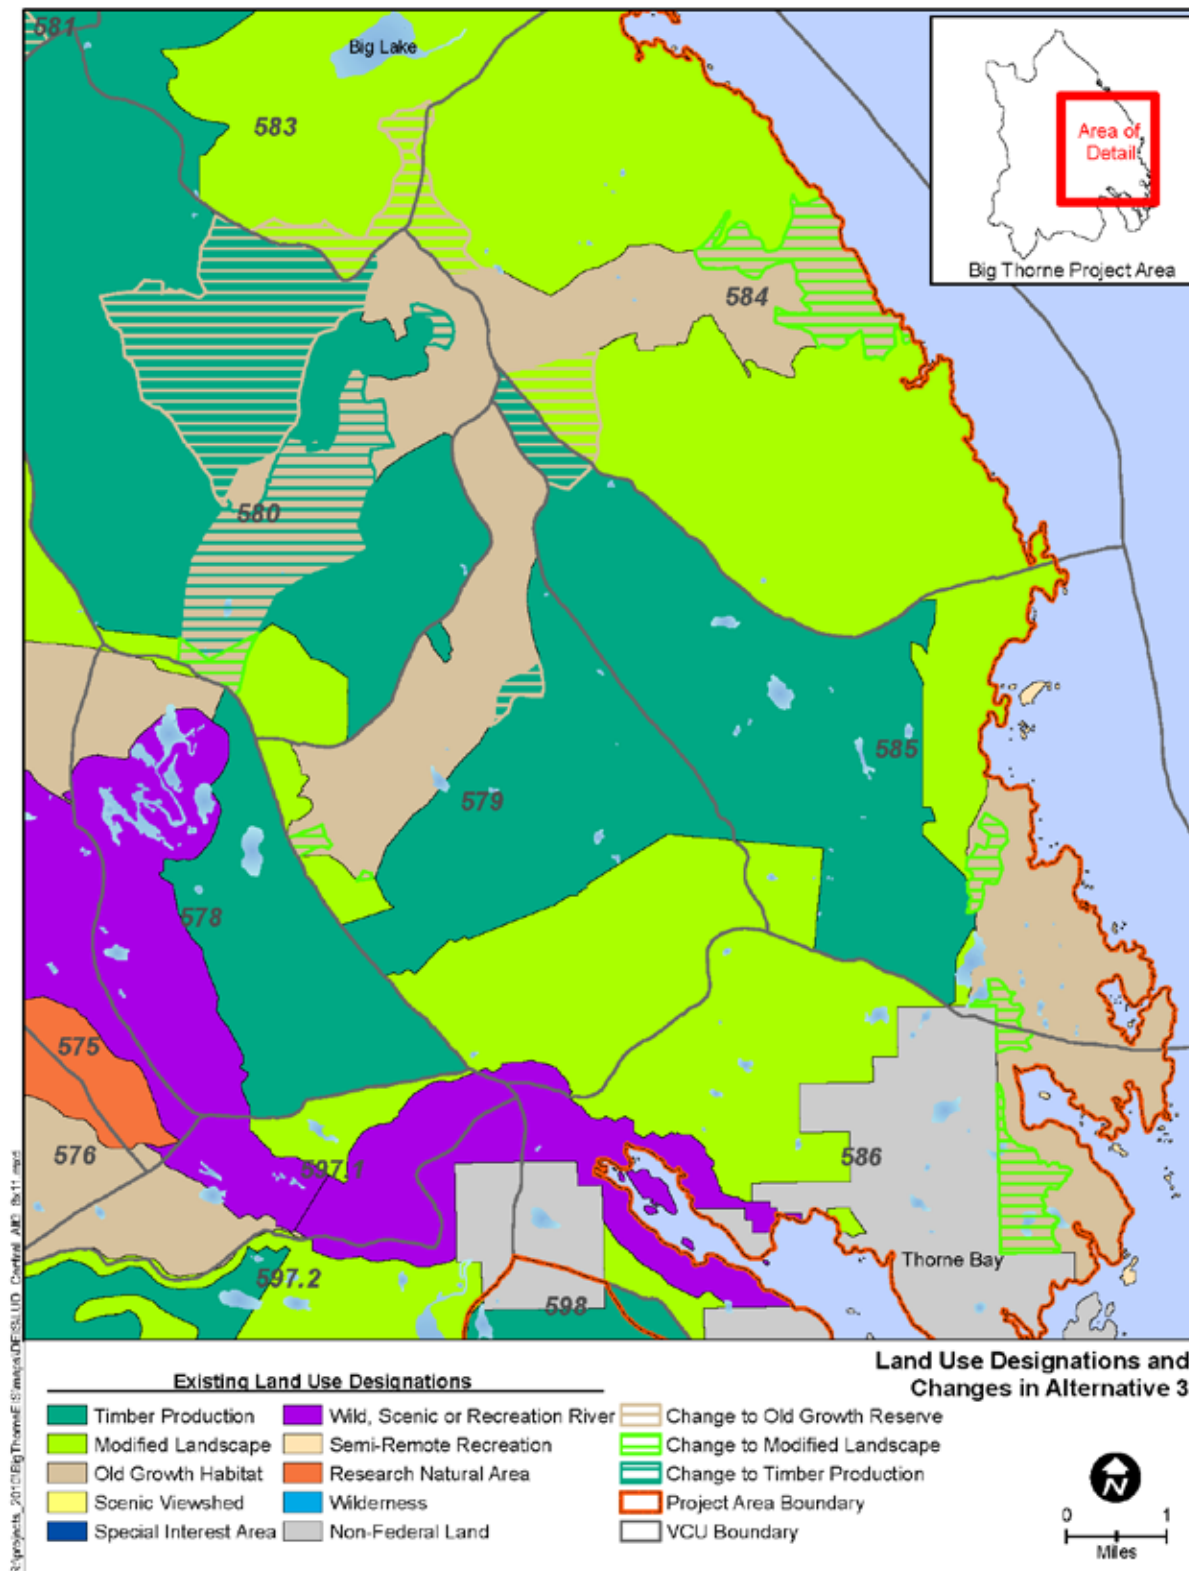 581
Big Lake
583
Area of
Detail
Big Thorne Project Area
584
580
585
579
578
575
576
597.1
586
Thorne Bay
597.2
598
Land Use Designations and
Changes in Alternative 3
Existing Land Use Designations
Timber Production
Wild, Scenic or Recreation River
Change to Old Growth Reserve
Modified Landscape
Semi-Remote Recreation
Change to Modified Landscape
Old Growth Habitat
Research Natural Area
Change to Timber Production
Scenic Viewshed
Wilderness
Project Area Boundary
Special Interest Area
Non-Federal Land
VCU Boundary
N
0 1
Miles